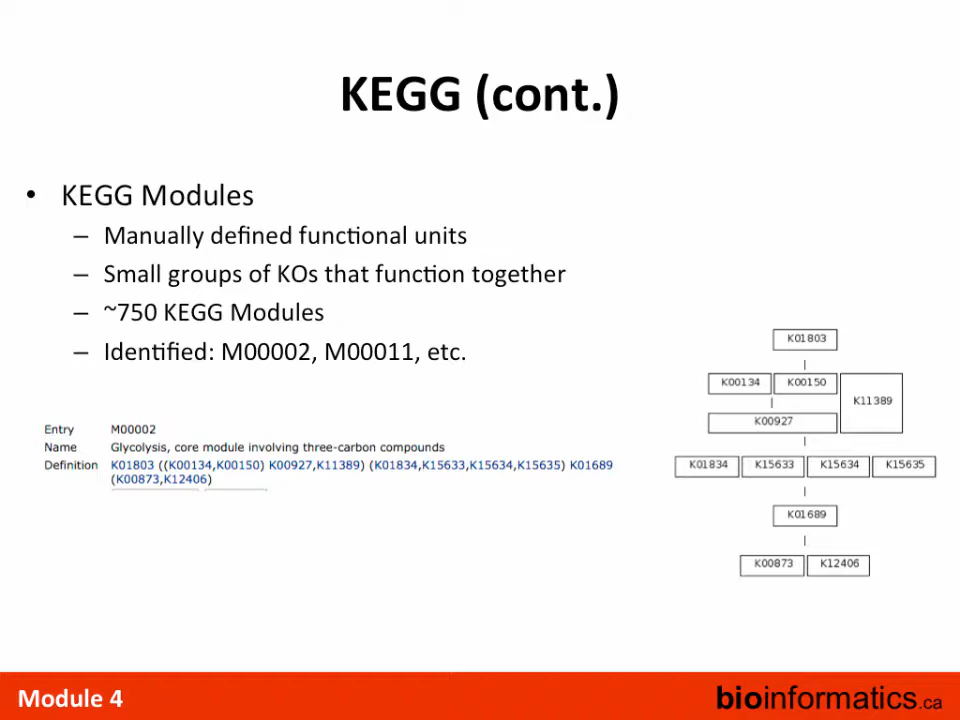 KEGG (cont.)
• KEGG Modules
– Manually defined functional units
– Small groups of KOs that function together
– ~750 KEGG Modules
– Identified: M00002, M00011, etc.
Entry M00002
Name Glycolysis, core module involving three-carbon compounds
Definition K01803 ((K00134,K00150) K00927,K11389) (K01834,K15633,K15634,K15635) K01689
(K00873,K12406)
K01803
K00134 K00150
K11389
K00927
K01834 K15633 K15634 K15635
K01689
K00873 K12406
Module 4
bioinformatics.ca